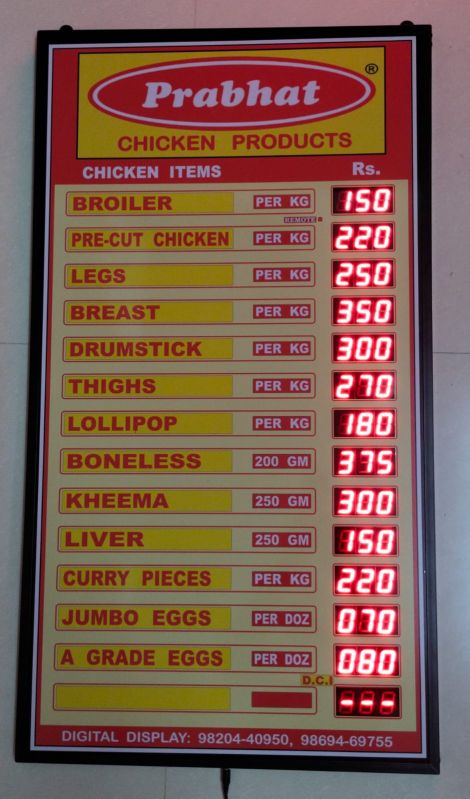 Prabhat ®
CHICKEN PRODUCTS
CHICKEN ITEMS Rs.
BROILER PER KG 150
REMOTE
PRE-CUT CHICKEN PER KG 220
LEGS PER KG 250
BREAST PER KG 350
DRUMSTICK PER KG 300
THIGHS PER KG 270
LOLLIPOP PER KG 180
BONELESS 200 GM 375
KHEEMA 250 GM 300
LIVER 250 GM 150
CURRY PIECES PER KG 220
JUMBO EGGS PER DOZ 070
A GRADE EGGS PER DOZ 080
D.C.I
---
DIGITAL DISPLAY: 98204-40950, 98694-69755